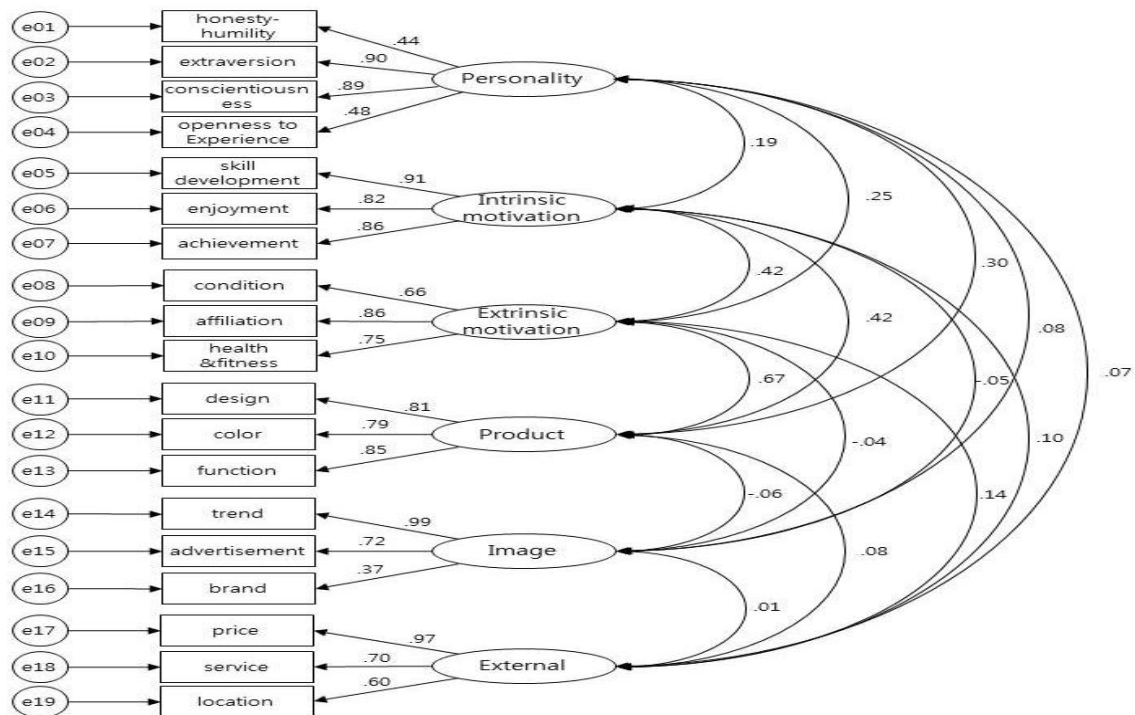 e01
honesty-
humility
.44
e02
extraversion
.90
Personality
e03
conscientiousn
ess
.89
e04
openness to
Experience
.48
.19
e05
skill
development
.91
e06
enjoyment
.82
Intrinsic
motivation
.25
e07
achievement
.86
.42
.30
e08
condition
.66
e09
affiliation
.86
Extrinsic
motivation
.42
.08
e10
health
&fitness
.75
.67
-.05
.07
e11
design
.81
e12
color
.79
Product
-.04
.10
e13
function
.85
-.06
.14
e14
trend
.99
e15
advertisement
.72
Image
.08
e16
brand
.37
.01
e17
price
.97
e18
service
.70
External
e19
location
.60